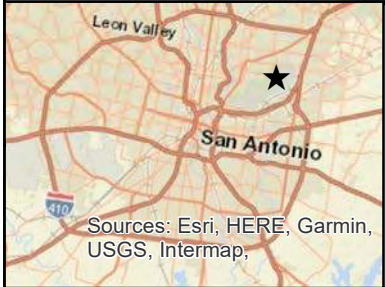 Leon Valley
San Antonio
410
Sources: Esri, HERE, Garmin,
USGS, Intermap,